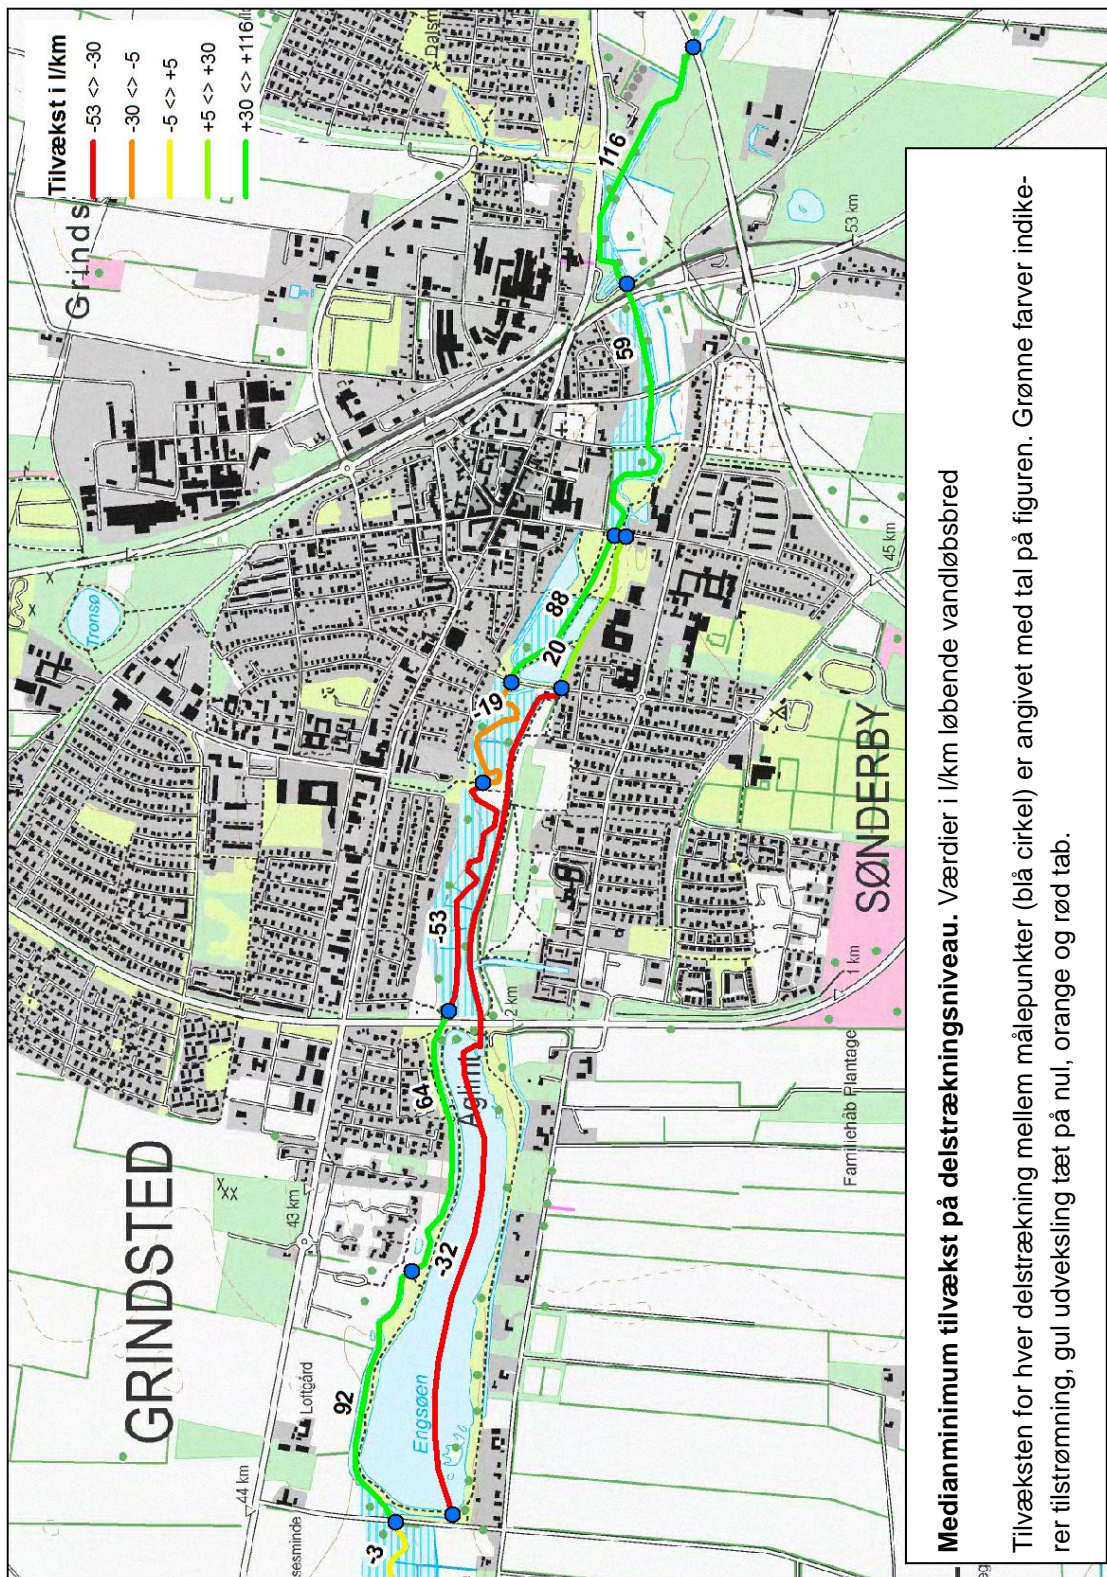 Tilvækst i l/km
-53 <> -30
-30 <> -5
-5 <> +5
+5 <> +30
+30 <> +116
Grinds
Dalsm
4
116
53 km
59
Tronsø
88
20
-19
45 km
SØNDERBY
-53
2 km
1 km
GRINDSTED
64
43 km
Familiehåb Plantage
-32
92
Loftgård
Engsøen
44 km
sesminde
-3
Medianminimum tilvækst på delstrækningsniveau. Værdier i l/km løbende vandløbsbred
Tilvæksten for hver delstrækning mellem målepunkter (blå cirkel) er angivet med tal på figuren. Grønne farver indike-
rer tilstrømning, gul udveksling tæt på nul, orange og rød tab.